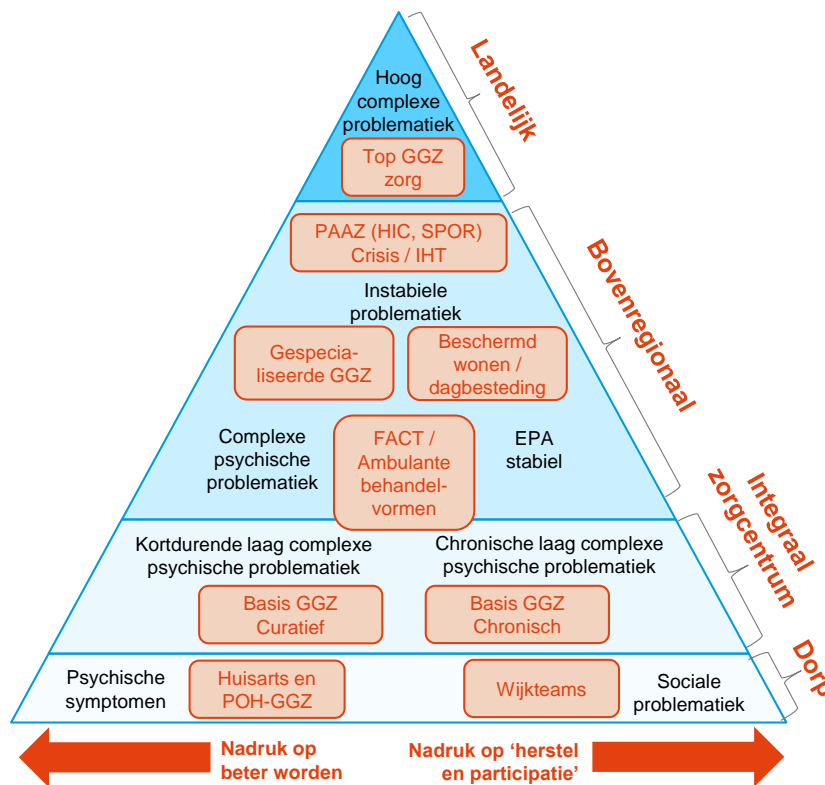 Hoog
complexe
problematiek
Top GGZ
zorg
Landelijk
PAAZ (HIC, SPOR)
Crisis / IHT
Instabiele
problematiek
Gespecia-
liseerde GGZ
Beschermd
wonen /
dagbesteding
Bovenregionaal
Complexe
psychische
problematiek
FACT /
Ambulante
behandel-
vormen
EPA
stabiel
Kortdurende laag complexe
psychische problematiek
Chronische laag complexe
psychische problematiek
Basis GGZ
Curatief
Basis GGZ
Chronisch
Integraal
zorgcentrum
Psychische
symptomen
Huisarts en
POH-GGZ
Wijkteams
Sociale
problematiek
Dorp
Nadruk op
beter worden
Nadruk op ‘herstel
en participatie’